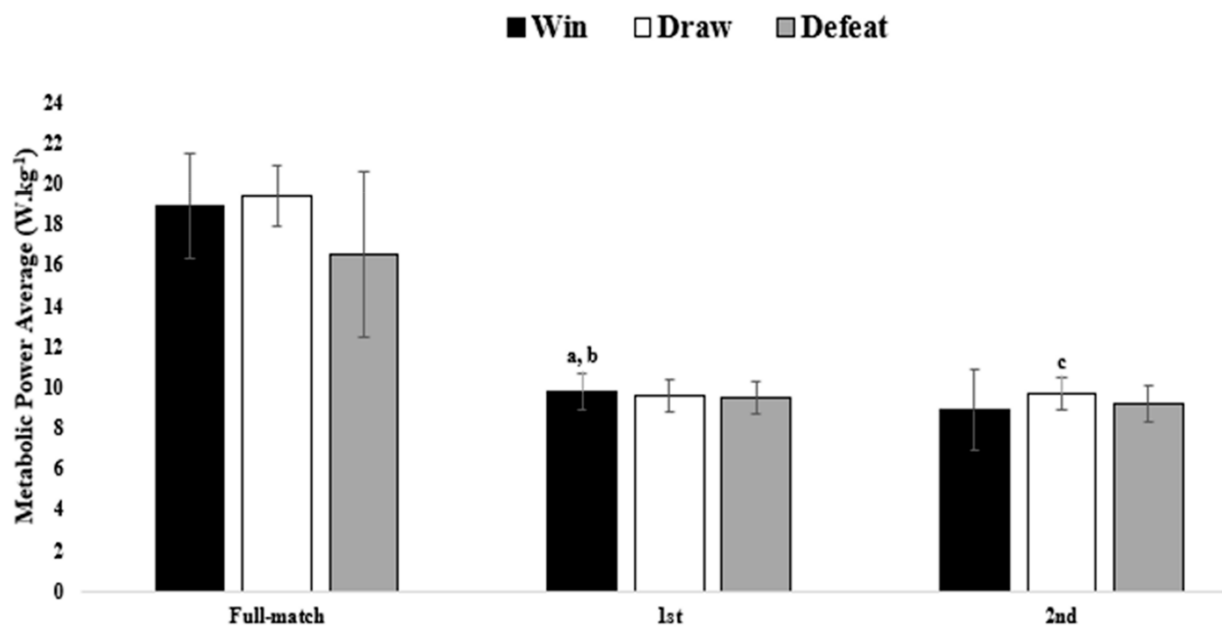 Win Draw Defeat
Metabolic Power Average (W.kg⁻¹)
24
22
20
18
16
14
12
10
8
6
4
2
0
a, b
c
Full-match 1st 2nd